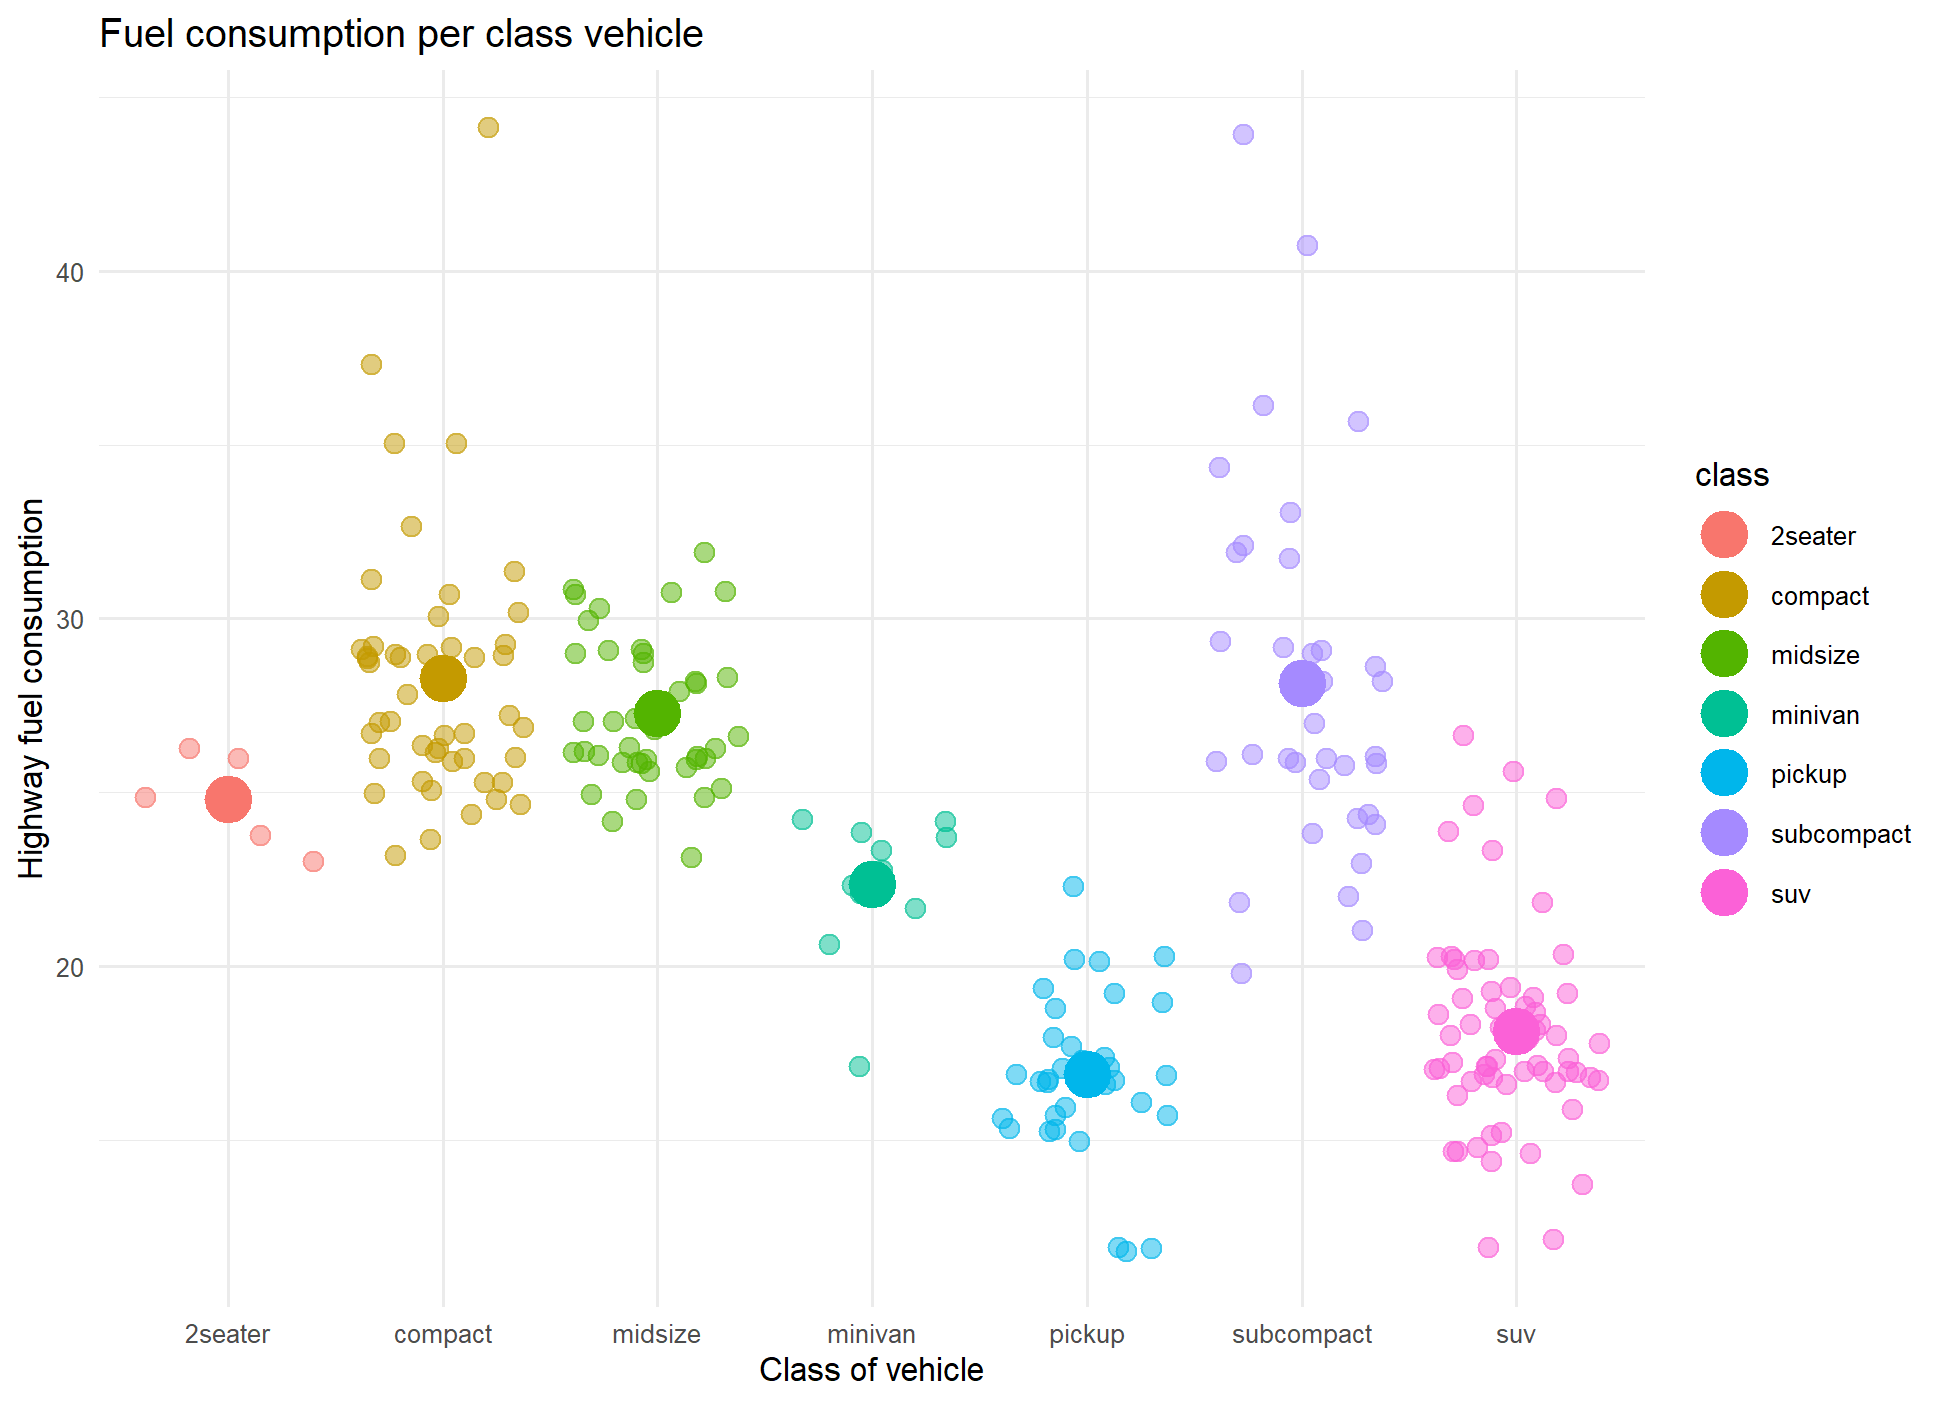 Fuel consumption per class vehicle
Highway fuel consumption
40
30
20
2seater
compact
midsize
minivan
pickup
subcompact
suv
Class of vehicle
class
2seater
compact
midsize
minivan
pickup
subcompact
suv